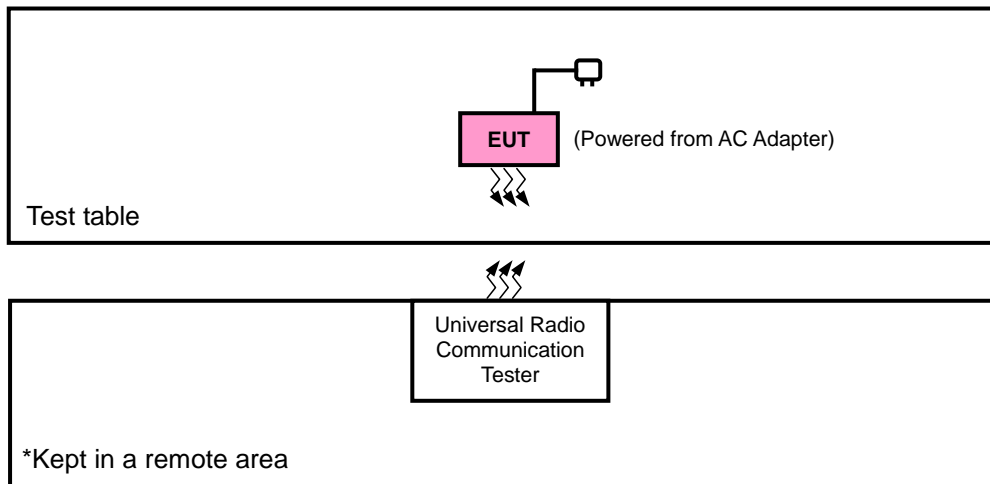 EUT
(Powered from AC Adapter)
Test table
Universal Radio
Communication
Tester
*Kept in a remote area